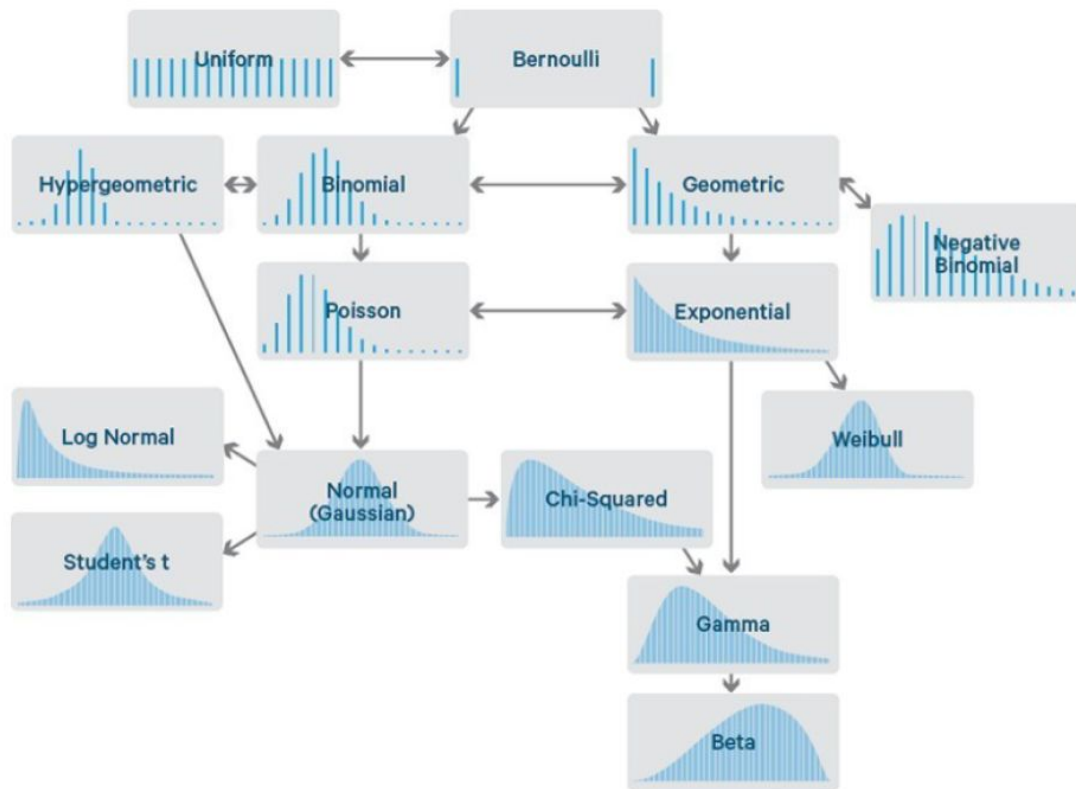 Uniform
Bernoulli
Hypergeometric
Binomial
Geometric
Negative
Binomial
Poisson
Exponential
Log Normal
Weibull
Normal
(Gaussian)
Chi-Squared
Student's t
Gamma
Beta